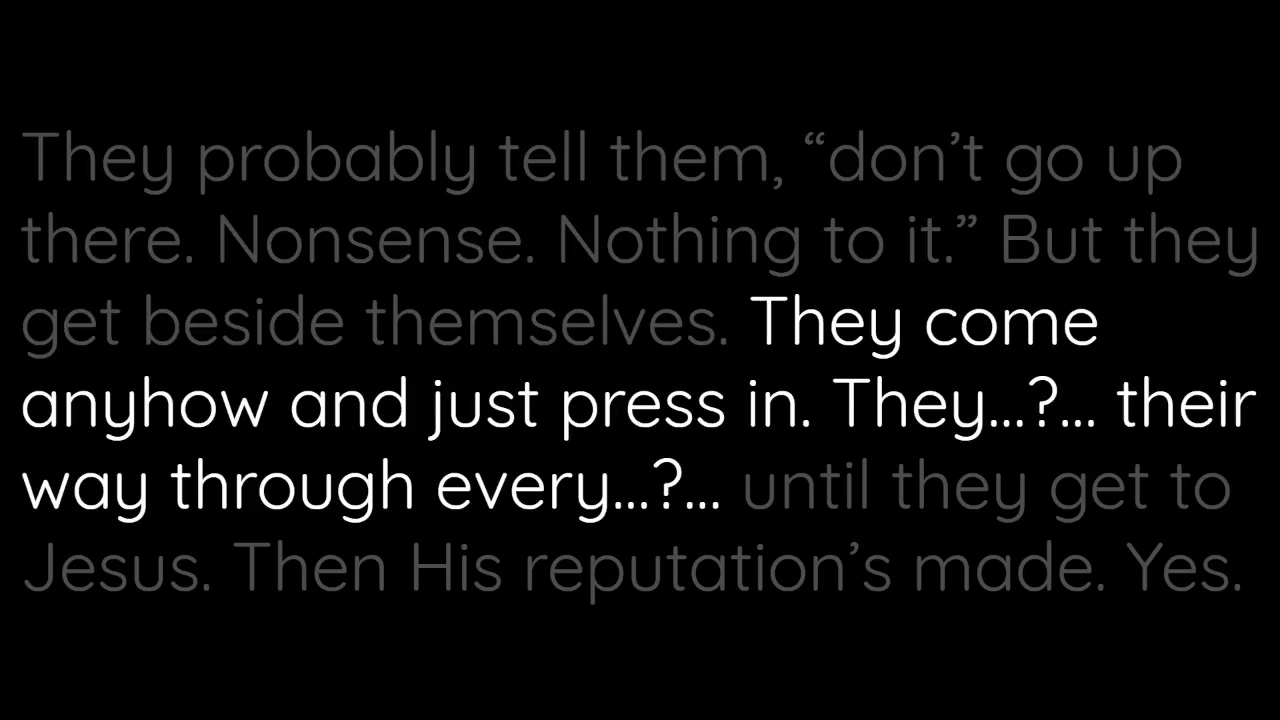 They probably tell them, “don’t go up
there. Nonsense. Nothing to it.” But they
get beside themselves. They come
anyhow and just press in. They...?... their
way through every...?... until they get to
Jesus. Then His reputation’s made. Yes.